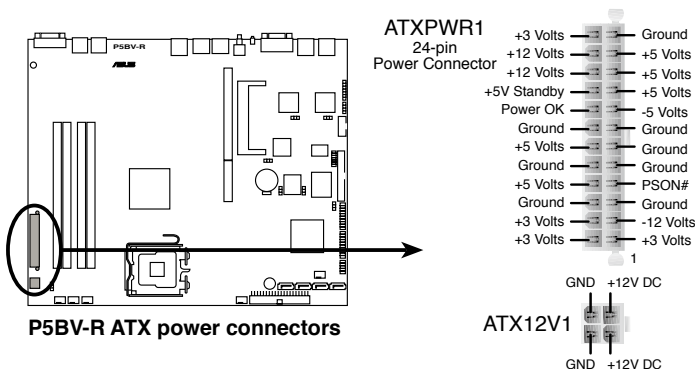 P5BV-R
ASUS
P5BV-R ATX power connectors
ATXPWR1
24-pin
Power Connector
+3 Volts
+12 Volts
+12 Volts
+5V Standby
Power OK
Ground
+5 Volts
Ground
+5 Volts
Ground
+3 Volts
+3 Volts
Ground
+5 Volts
+5 Volts
+5 Volts
-5 Volts
Ground
Ground
Ground
PSON#
Ground
-12 Volts
+3 Volts
1
ATX12V1
GND +12V DC
GND +12V DC